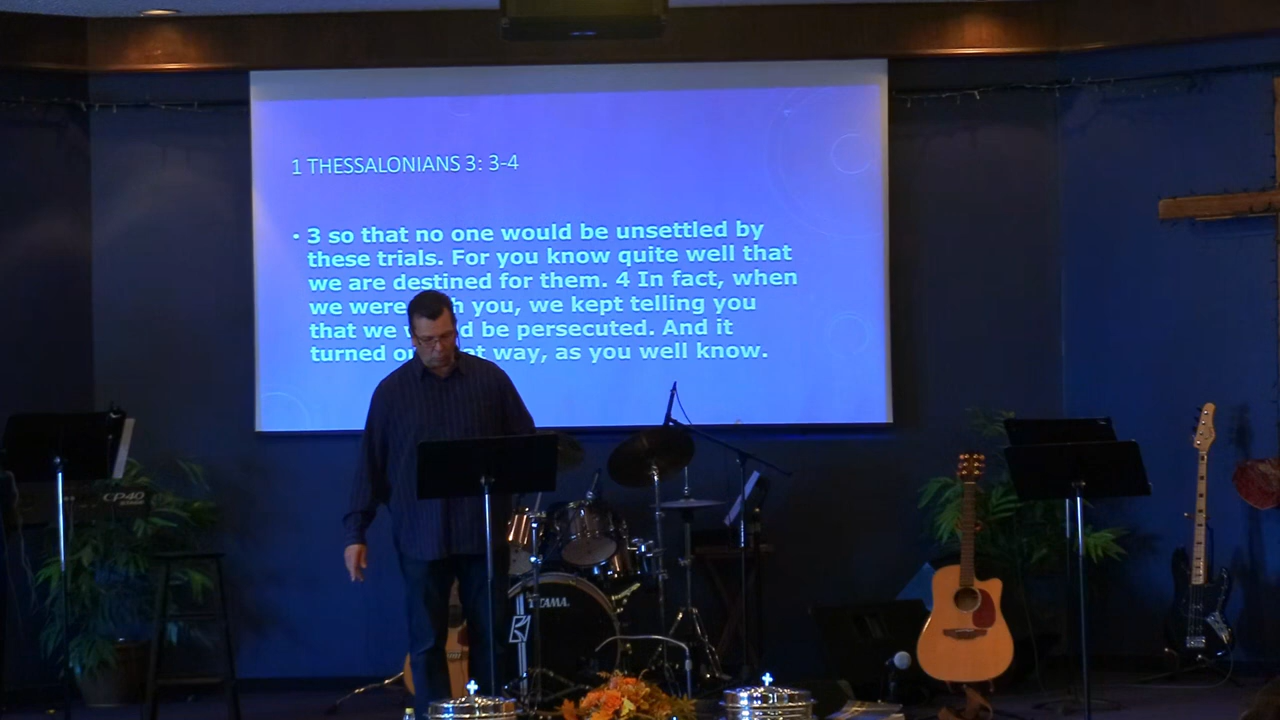 1 THESSALONIANS 3: 3-4
• 3 so that no one would be unsettled by
these trials. For you know quite well that
we are destined for them. 4 In fact, when
we were you, we kept telling you
that we be persecuted. And it
turned way, as you well know.
CP40
TAMA